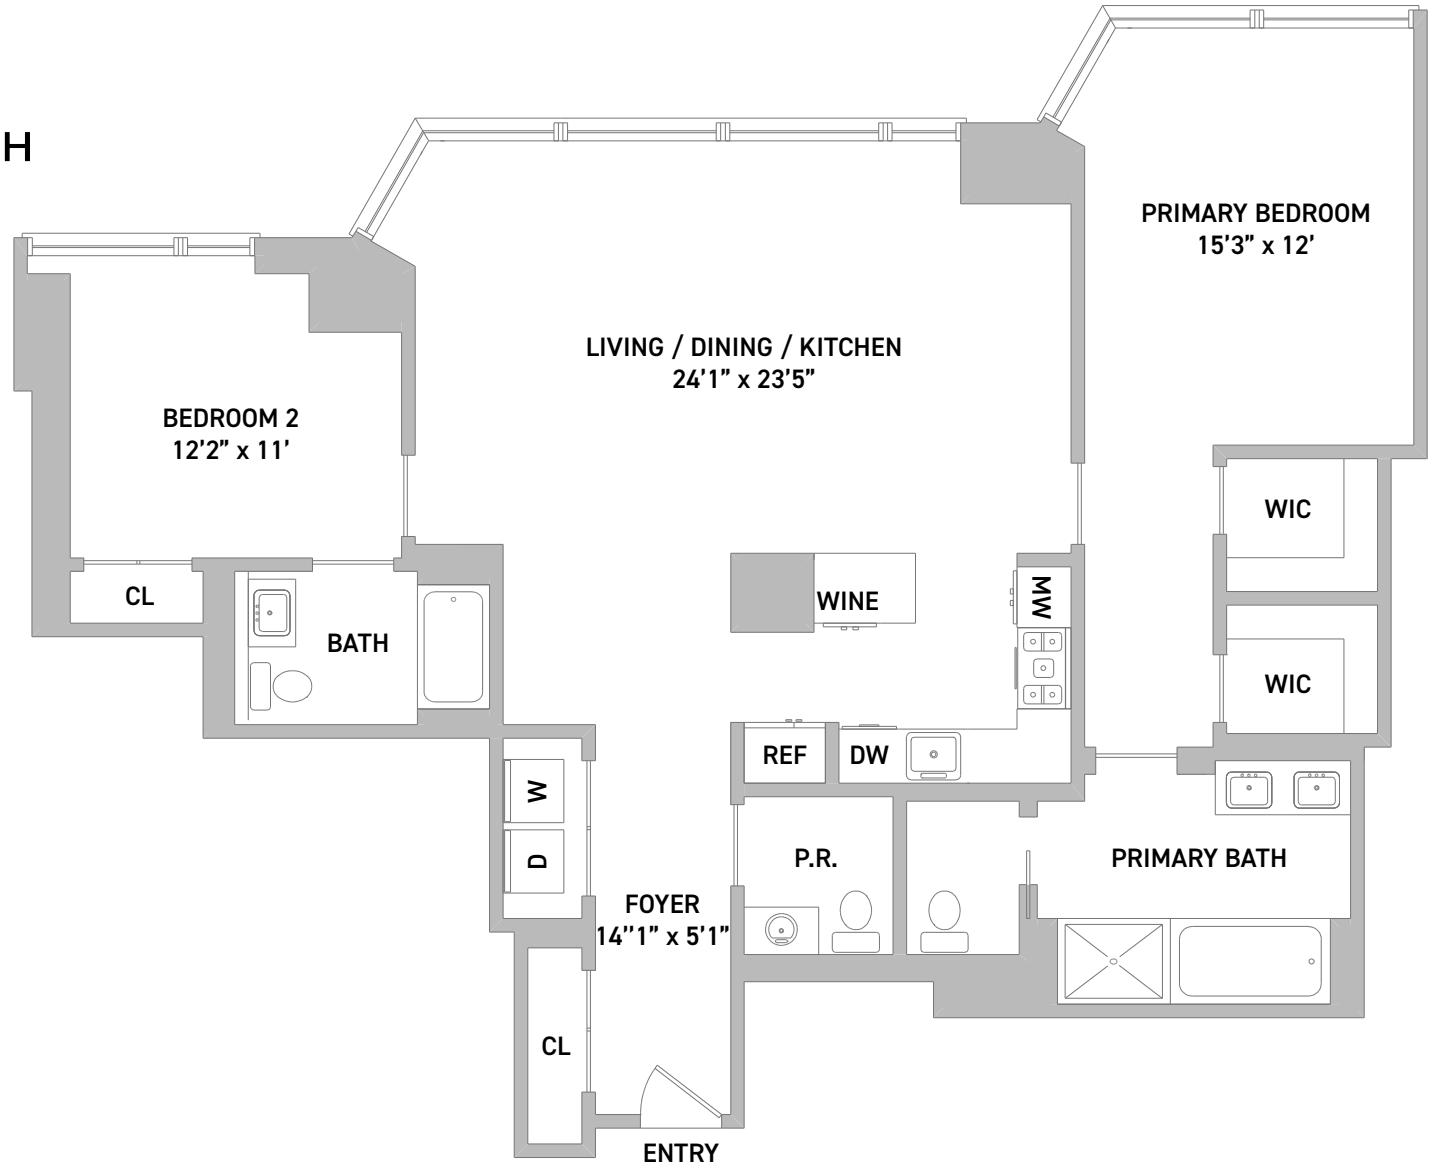 H
PRIMARY BEDROOM
15’3” x 12’
LIVING / DINING / KITCHEN
24’1” x 23’5”
BEDROOM 2
12’2” x 11’
WIC
CL
WINE
MW
BATH
WIC
REF
DW
W
D
P.R.
PRIMARY BATH
FOYER
14’’1” x 5’1”
CL
ENTRY